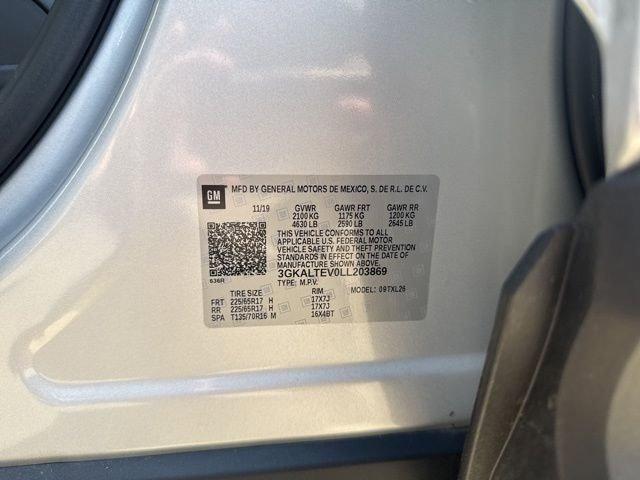 GM MFD BY GENERAL MOTORS DE MEXICO, S. DE R.L. DE C.V.
11/19 GVWR GAWR FRT GAWR RR
2100 KG 1175 KG 1200 KG
4630 LB 2590 LB 2645 LB
THIS VEHICLE CONFORMS TO ALL
APPLICABLE U.S. FEDERAL MOTOR
VEHICLE SAFETY AND THEFT PREVENTION
STANDARDS IN EFFECT ON THE DATE OF
MANUFACTURE SHOWN ABOVE.
636R 3GKALTEV0LL203869
TYPE: M.P.V. MODEL: 09TXL26
TIRE SIZE RIM
FRT 225/65R17 H 17X7J
RR 225/65R17 H 17X7J
SPA T135/70R16 M 16X4BT